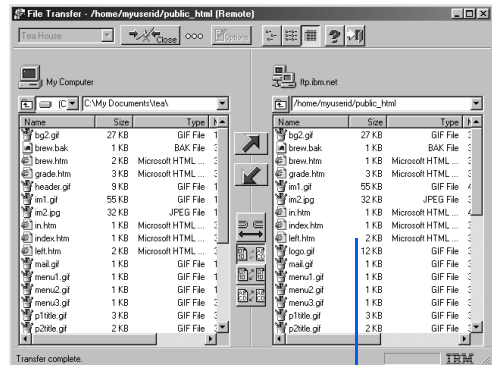 File Transfer - /home/myuserid/public_html (Remote)
Tea House
Close
Options
My Computer
ftp.ibm.net
(C
C:\My Documents\tea\
/home/myuserid/public_html
Name Size Type
bg2.gif 27 KB GIF File
brew.bak 1 KB BAK File
brew.htm 2 KB Microsoft HTML ...
grade.htm 3 KB Microsoft HTML ...
header.gif 9 KB GIF File
im1.gif 55 KB GIF File
im2.jpg 32 KB JPEG File
in.htm 1 KB Microsoft HTML ...
index.htm 1 KB Microsoft HTML ...
left.htm 2 KB Microsoft HTML ...
mail.gif 1 KB GIF File
menu1.gif 1 KB GIF File
menu2.gif 1 KB GIF File
menu3.gif 1 KB GIF File
p1title.gif 3 KB GIF File
p2title.gif 2 KB GIF File
Name Size Type
bg2.gif 27 KB GIF File
brew.bak 1 KB BAK File
brew.htm 2 KB Microsoft HTML ...
grade.htm 3 KB Microsoft HTML ...
im1.gif 55 KB GIF File
im2.jpg 32 KB JPEG File
in.htm 1 KB Microsoft HTML ...
index.htm 1 KB Microsoft HTML ...
left.htm 2 KB Microsoft HTML ...
logo.gif 12 KB GIF File
mail.gif 1 KB GIF File
menu1.gif 1 KB GIF File
menu2.gif 1 KB GIF File
menu3.gif 1 KB GIF File
p1title.gif 3 KB GIF File
p2title.gif 2 KB GIF File
Transfer complete.
IBM